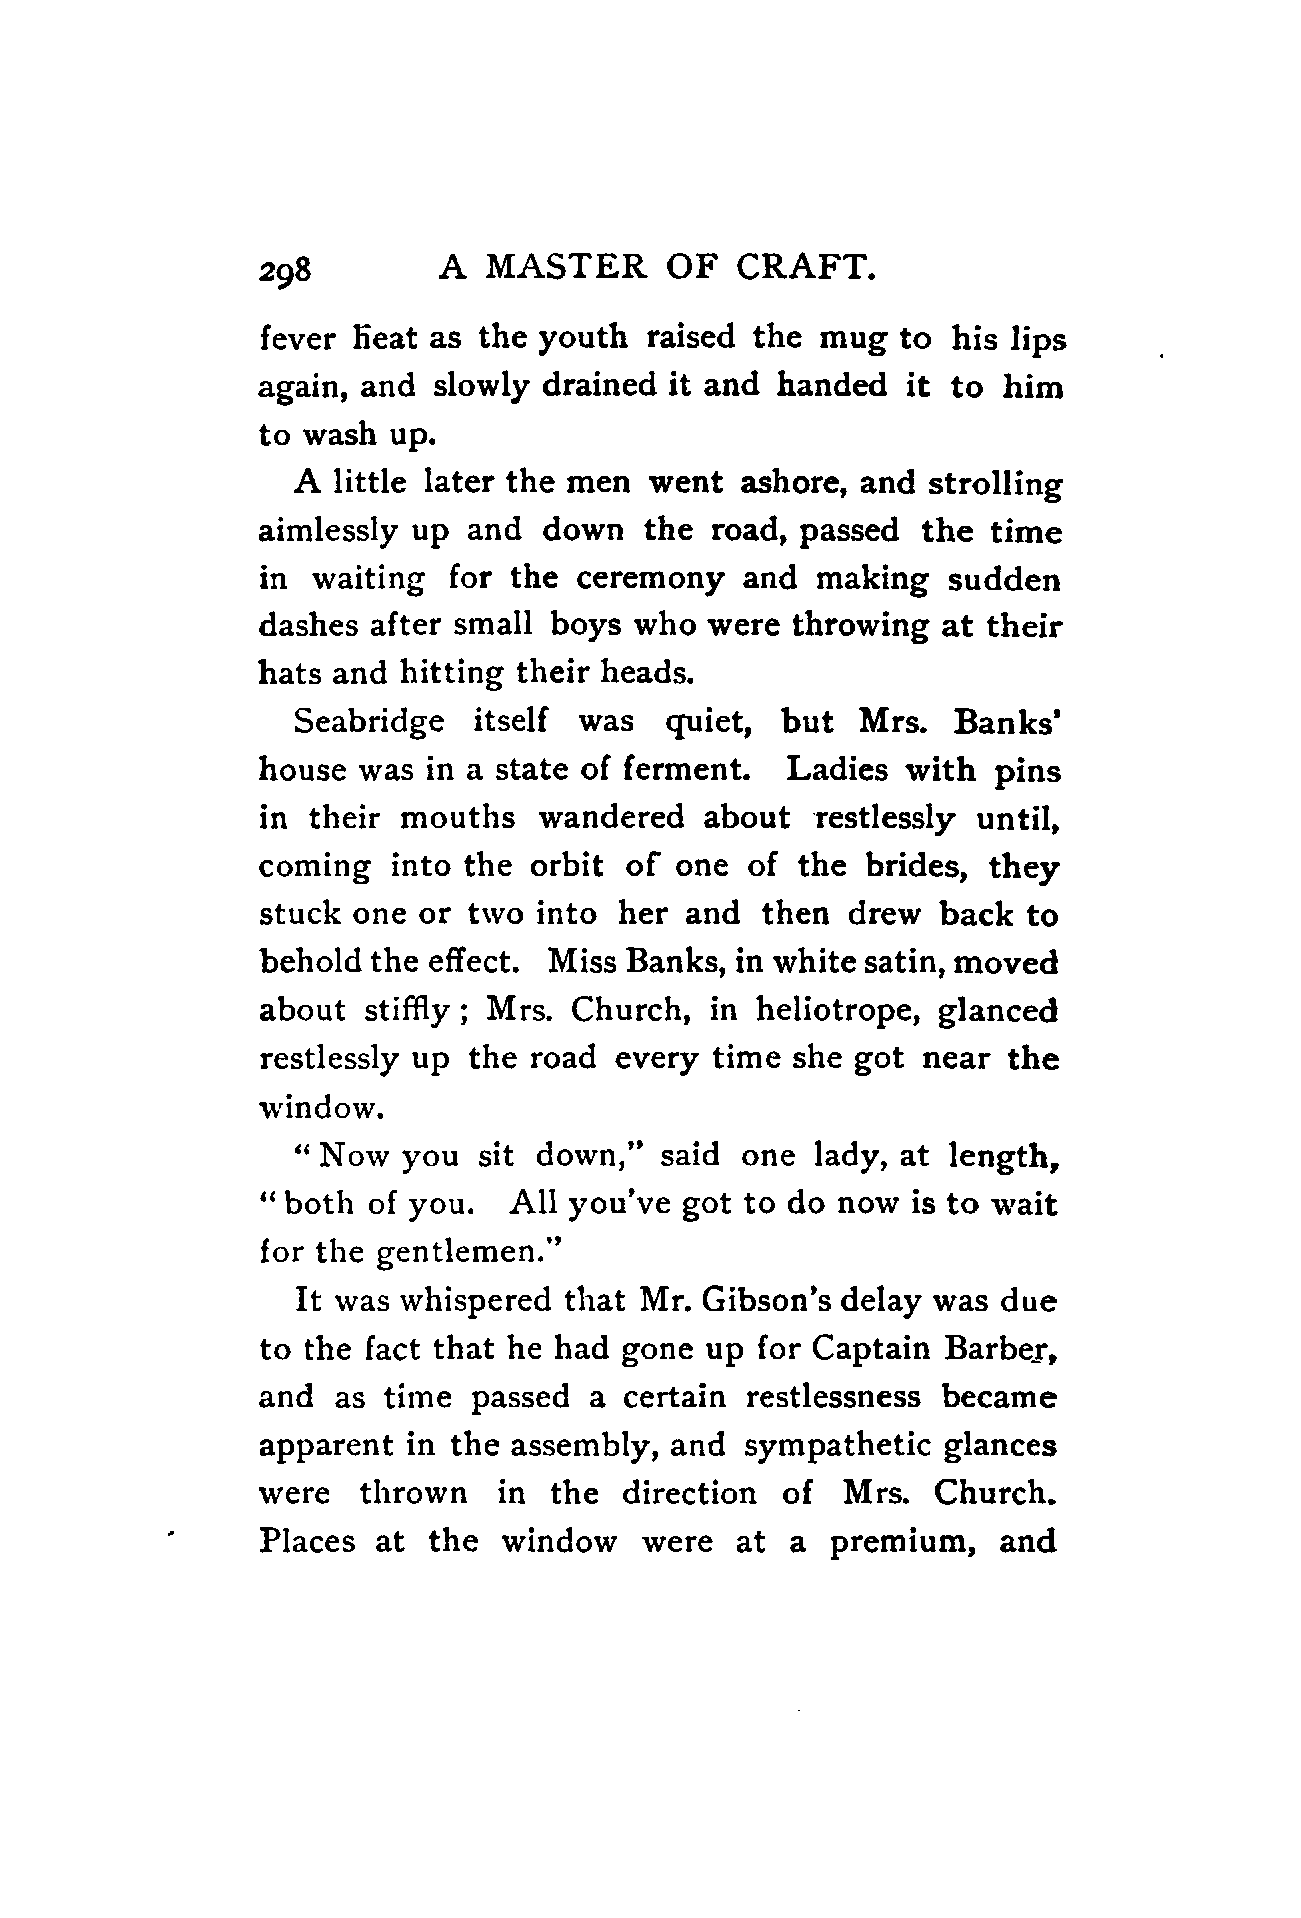 298 A MASTER OF CRAFT.
fever heat as the youth raised the mug to his lips
again, and slowly drained it and handed it to him
to wash up.
A little later the men went ashore, and strolling
aimlessly up and down the road, passed the time
in waiting for the ceremony and making sudden
dashes after small boys who were throwing at their
hats and hitting their heads.
Seabridge itself was quiet, but Mrs. Banks'
house was in a state of ferment. Ladies with pins
in their mouths wandered about restlessly until,
coming into the orbit of one of the brides, they
stuck one or two into her and then drew back to
behold the effect. Miss Banks, in white satin, moved
about stiffly ; Mrs. Church, in heliotrope, glanced
restlessly up the road every time she got near the
window.
" Now you sit down," said one lady, at length,
" both of you. All you've got to do now is to wait
for the gentlemen."
It was whispered that Mr. Gibson's delay was due
to the fact that he had gone up for Captain Barber,
and as time passed a certain restlessness became
apparent in the assembly, and sympathetic glances
were thrown in the direction of Mrs. Church.
Places at the window were at a premium, and